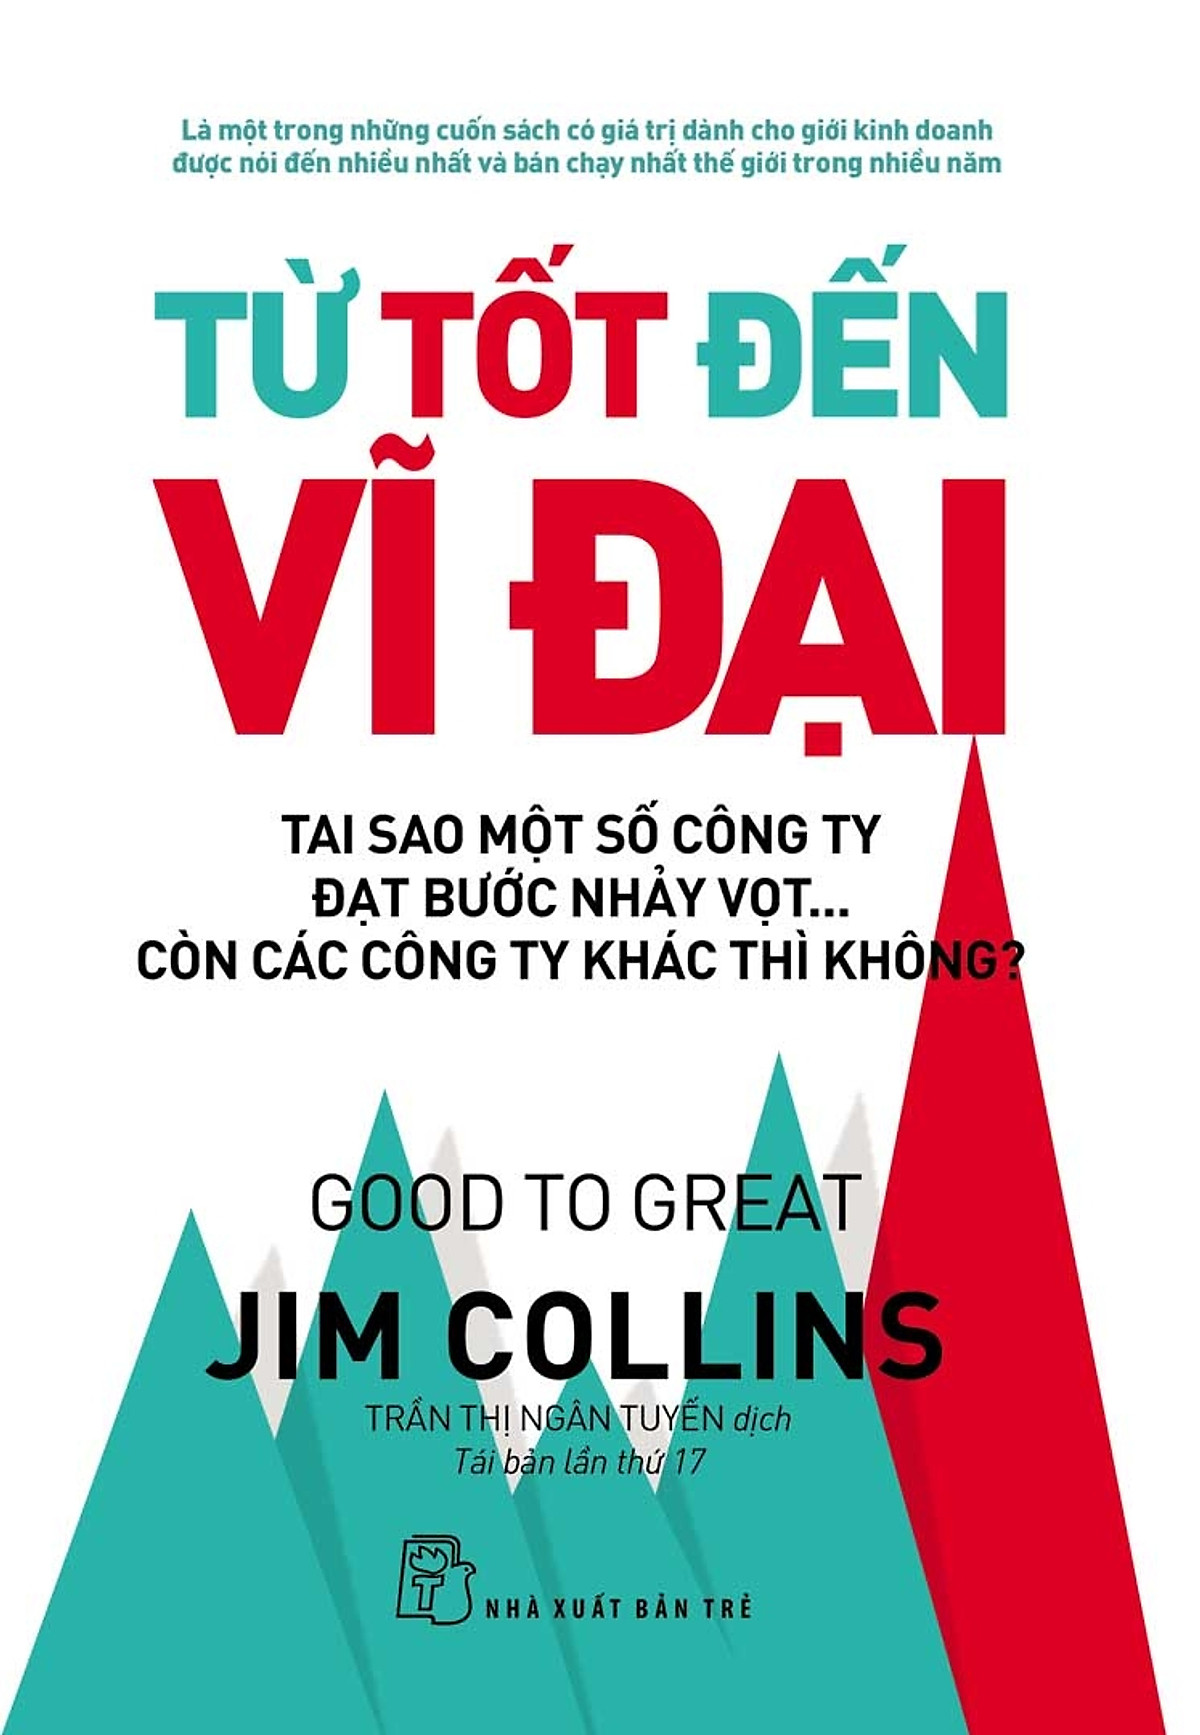 Là một trong những cuốn sách có giá trị dành cho giới kinh doanh
được nói đến nhiều nhất và bán chạy nhất thế giới trong nhiều năm
TỪ TỐT ĐẾN
VĨ ĐẠI
TAI SAO MỘT SỐ CÔNG TY
ĐẠT BƯỚC NHẢY VỌT...
CÒN CÁC CÔNG TY KHÁC THÌ KHÔNG?
GOOD TO GREAT
JIM COLLINS
TRẦN THỊ NGÂN TUYẾN dịch
Tái bản lần thứ 17
NHÀ XUẤT BẢN TRẺ